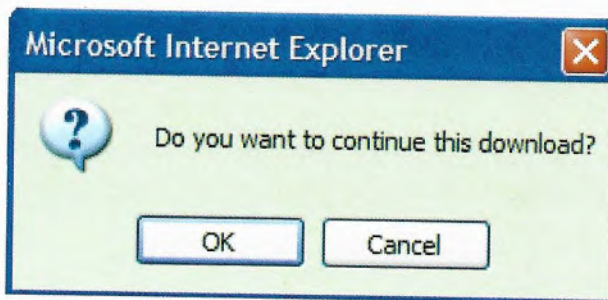 Microsoft Internet Explorer
?
Do you want to continue this download?
OK
Cancel